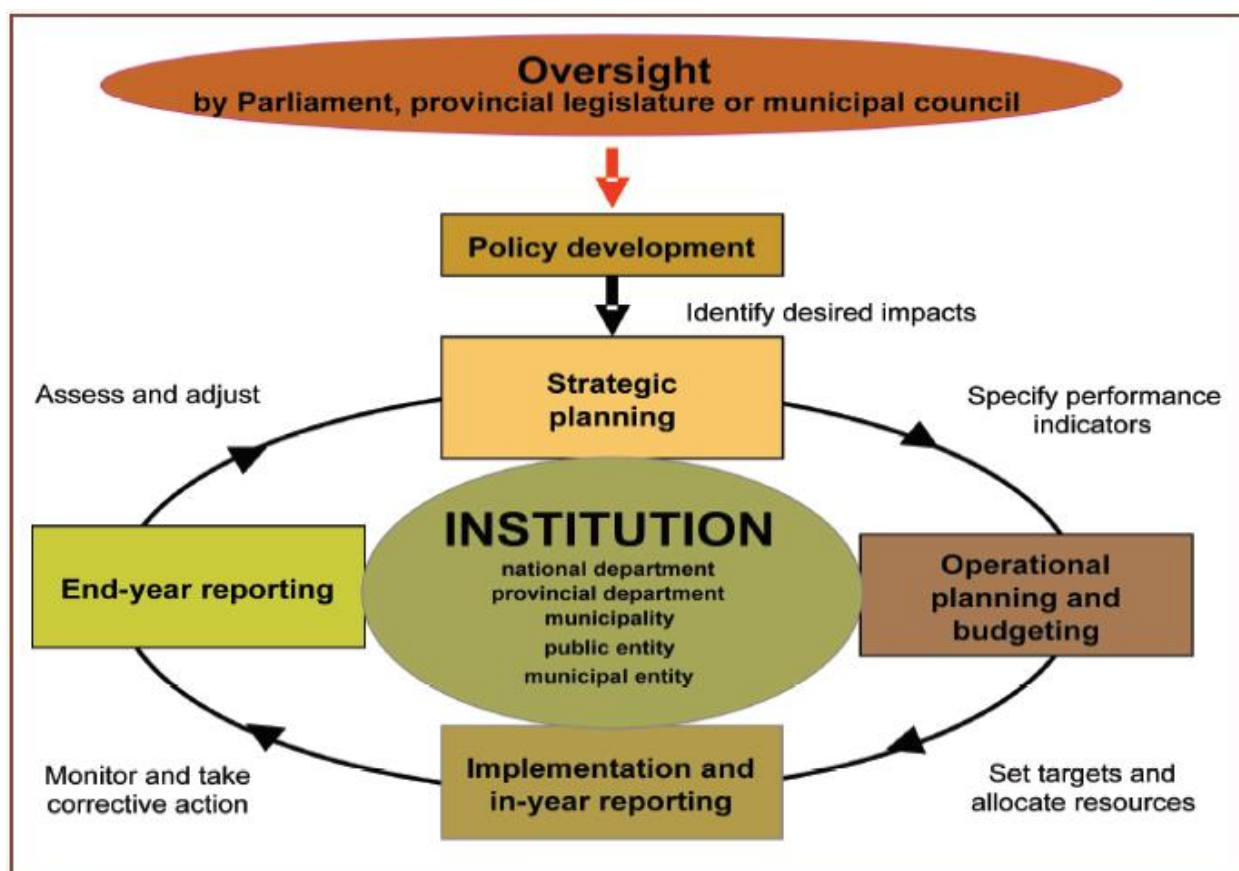 Oversight
by Parliament, provincial legislature or municipal council
Policy development
Identify desired impacts
Strategic
planning
Assess and adjust
Specify performance
indicators
INSTITUTION
national department
provincial department
municipality
public entity
municipal entity
End-year reporting
Operational
planning and
budgeting
Implementation and
in-year reporting
Monitor and take
corrective action
Set targets and
allocate resources